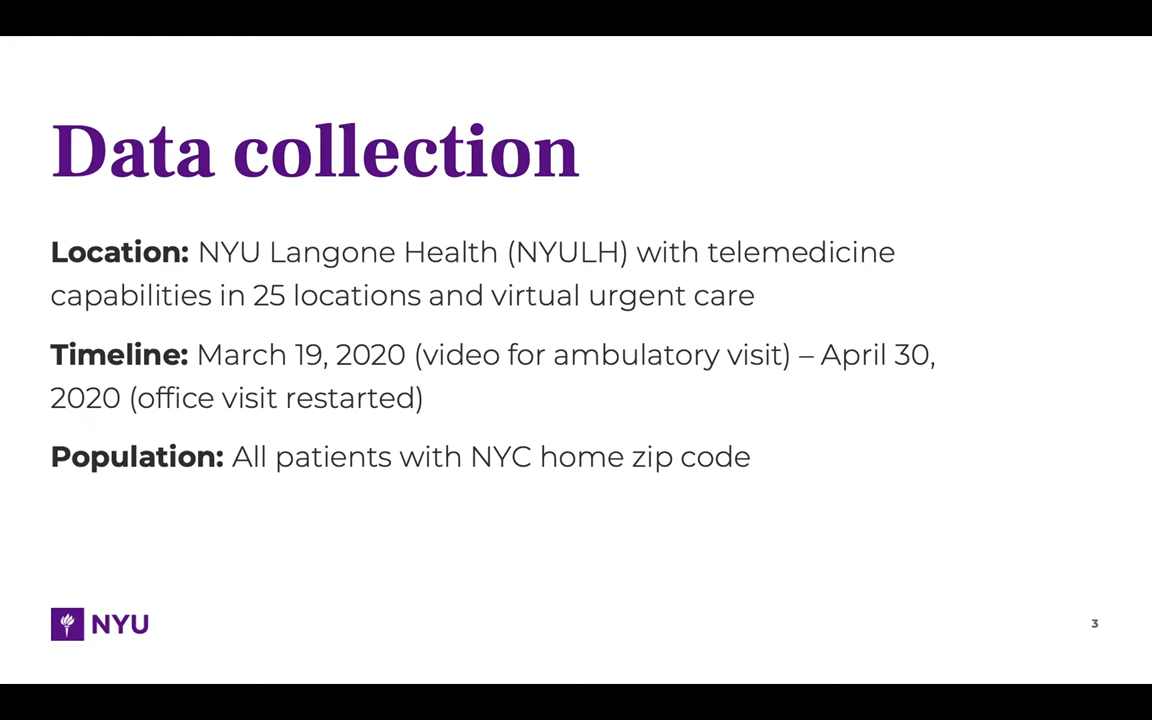 Data collection
Location: NYU Langone Health (NYULH) with telemedicine
capabilities in 25 locations and virtual urgent care
Timeline: March 19, 2020 (video for ambulatory visit) – April 30,
2020 (office visit restarted)
Population: All patients with NYC home zip code
NYU
3